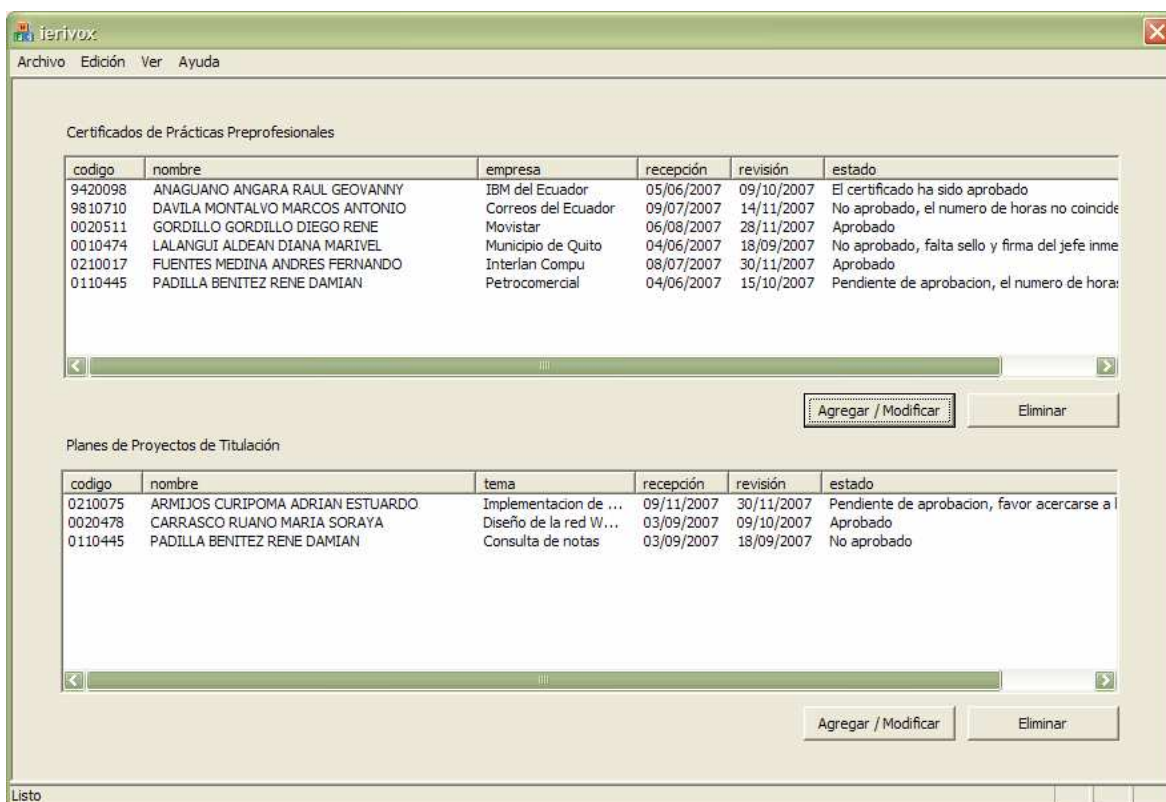 ierivox
Archivo Edición Ver Ayuda
Certificados de Prácticas Preprofesionales
codigo nombre empresa recepción revisión estado
9420098 ANAGUANO ANGARA RAUL GEOVANNY IBM del Ecuador 05/06/2007 09/10/2007 El certificado ha sido aprobado
9810710 DAVILA MONTALVO MARCOS ANTONIO Correos del Ecuador 09/07/2007 14/11/2007 No aprobado, el numero de horas no coincide
0020511 GORDILLO GORDILLO DIEGO RENE Movistar 06/08/2007 28/11/2007 Aprobado
0010474 LALANGUI ALDEAN DIANA MARIVEL Municipio de Quito 04/06/2007 18/09/2007 No aprobado, falta sello y firma del jefe inme
0210017 FUENTES MEDINA ANDRES FERNANDO Interlan Compu 08/07/2007 30/11/2007 Aprobado
0110445 PADILLA BENITEZ RENE DAMIAN Petrocomercial 04/06/2007 15/10/2007 Pendiente de aprobacion, el numero de horas
Agregar / Modificar Eliminar
Planes de Proyectos de Titulación
codigo nombre tema recepción revisión estado
0210075 ARMIJOS CURIPOMA ADRIAN ESTUARDO Implementacion de ... 09/11/2007 30/11/2007 Pendiente de aprobacion, favor acercarse a l
0020478 CARRASCO RUANO MARIA SORAYA Diseño de la red W... 03/09/2007 09/10/2007 Aprobado
0110445 PADILLA BENITEZ RENE DAMIAN Consulta de notas 03/09/2007 18/09/2007 No aprobado
Agregar / Modificar Eliminar
Listo